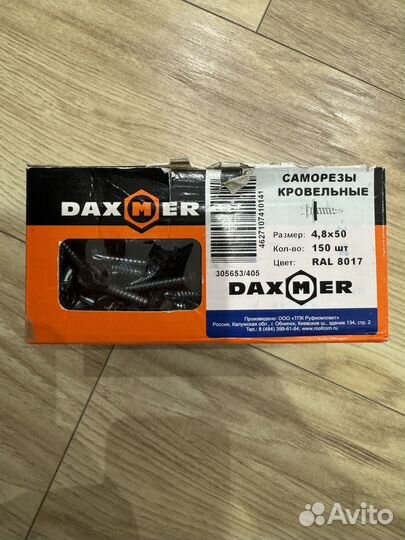 DAXMER
4627107410141
305653/405
САМОРЕЗЫ
КРОВЕЛЬНЫЕ
Размер: 4,8х50
Кол-во: 150 шт
Цвет: RAL 8017
DAXMER
Произведено: ООО «ТПК Руфкомплект»
Россия, Калужская обл., г. Обнинск, Киевское ш., здание 134, стр. 2
Тел.: 8 (484) 399-61-84; www.roofcom.ru
Avito